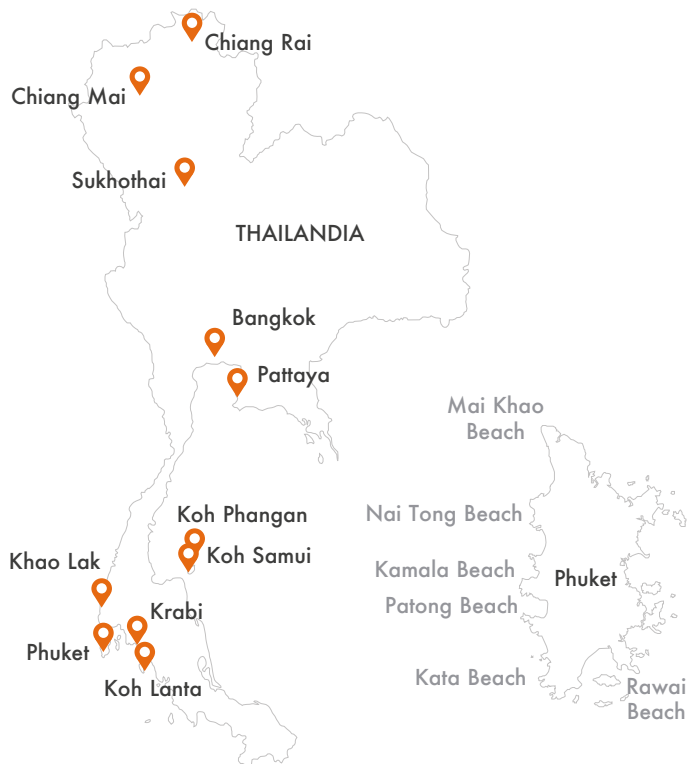 Chiang Rai
Chiang Mai
Sukhothai
THAILANDIA
Bangkok
Pattaya
Koh Phangan
Koh Samui
Khao Lak
Krabi
Phuket
Koh Lanta
Mai Khao
Beach
Nai Tong Beach
Kamala Beach
Phuket
Patong Beach
Kata Beach
Rawai
Beach